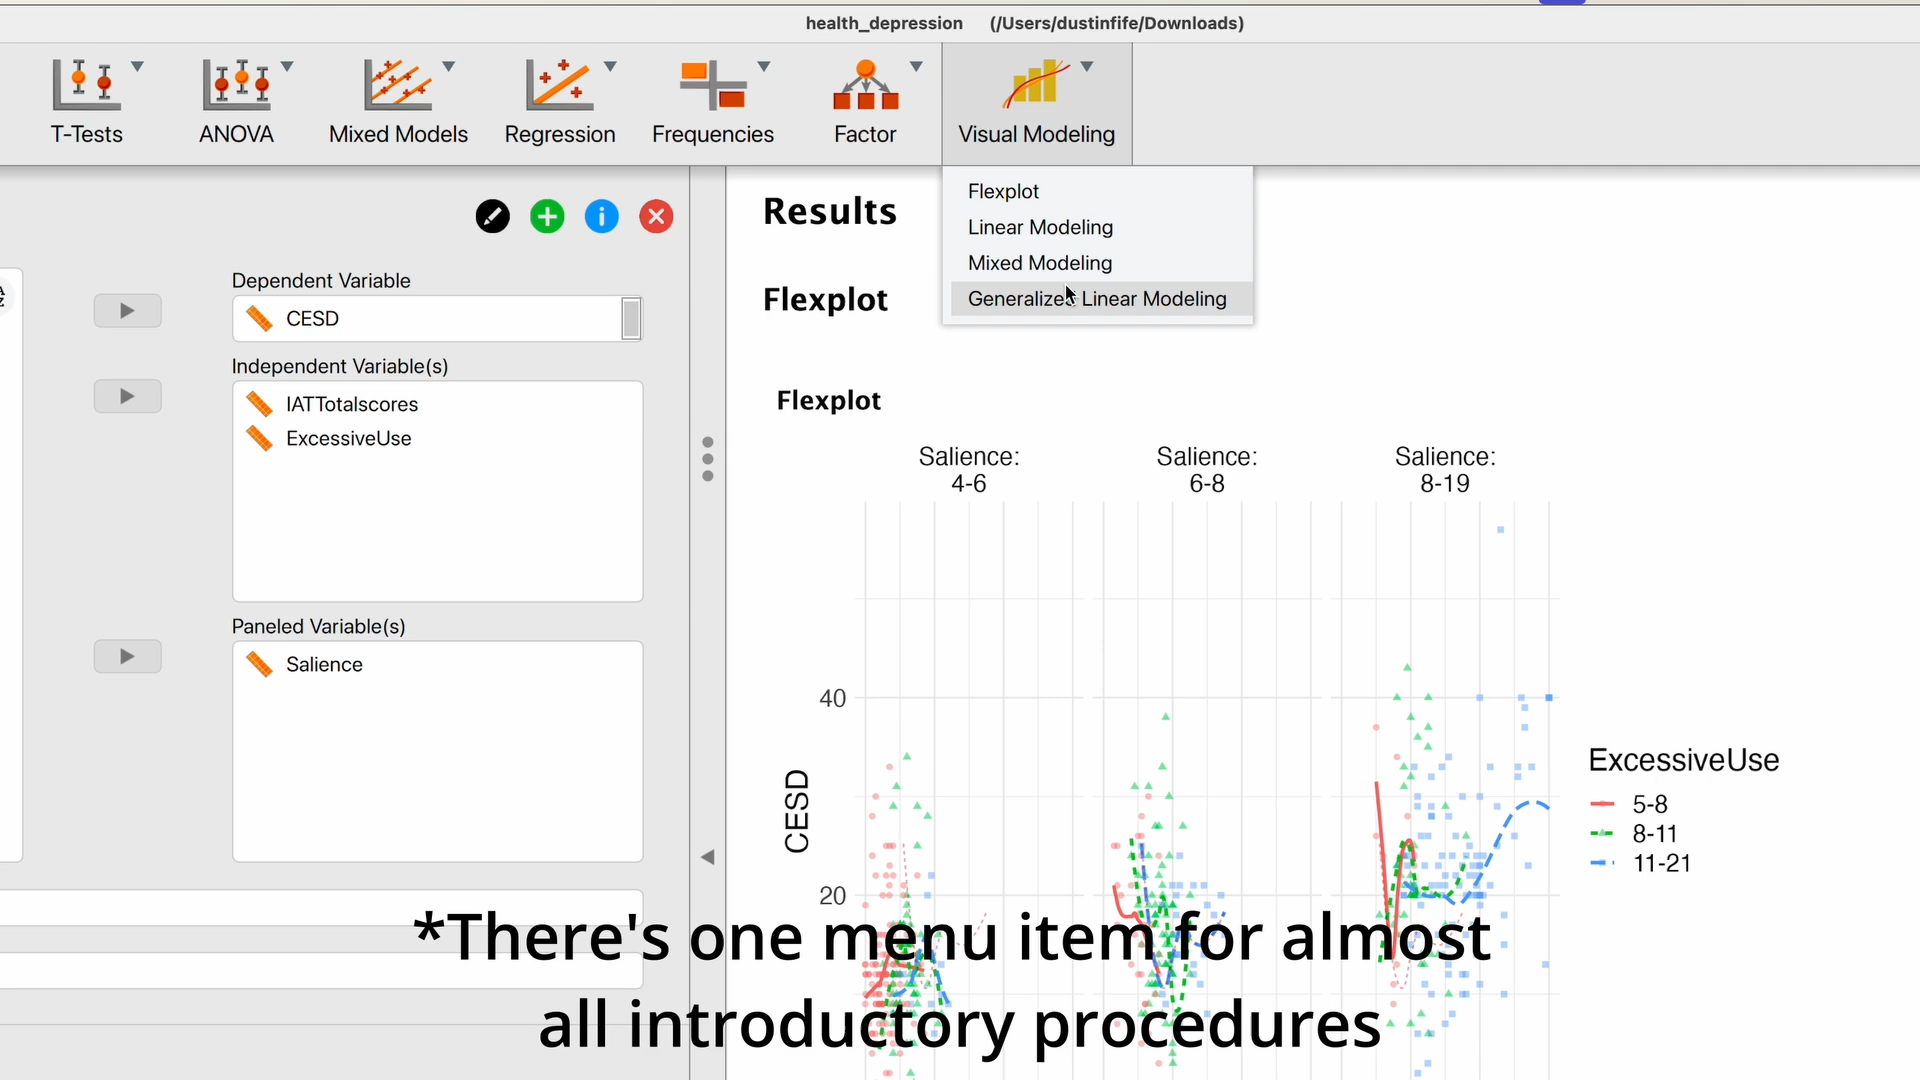 health_depression (/Users/dustinfife/Downloads)
T-Tests ANOVA Mixed Models Regression Frequencies Factor Visual Modeling
Flexplot
Linear Modeling
Mixed Modeling
Generalized Linear Modeling
Dependent Variable
CESD
Independent Variable(s)
IATTotalscores
ExcessiveUse
Paneled Variable(s)
Salience
Results
Flexplot
Flexplot
Salience:
4-6
Salience:
6-8
Salience:
8-19
40
20
CESD
ExcessiveUse
5-8
8-11
11-21
*There's one menu item for almost
all introductory procedures